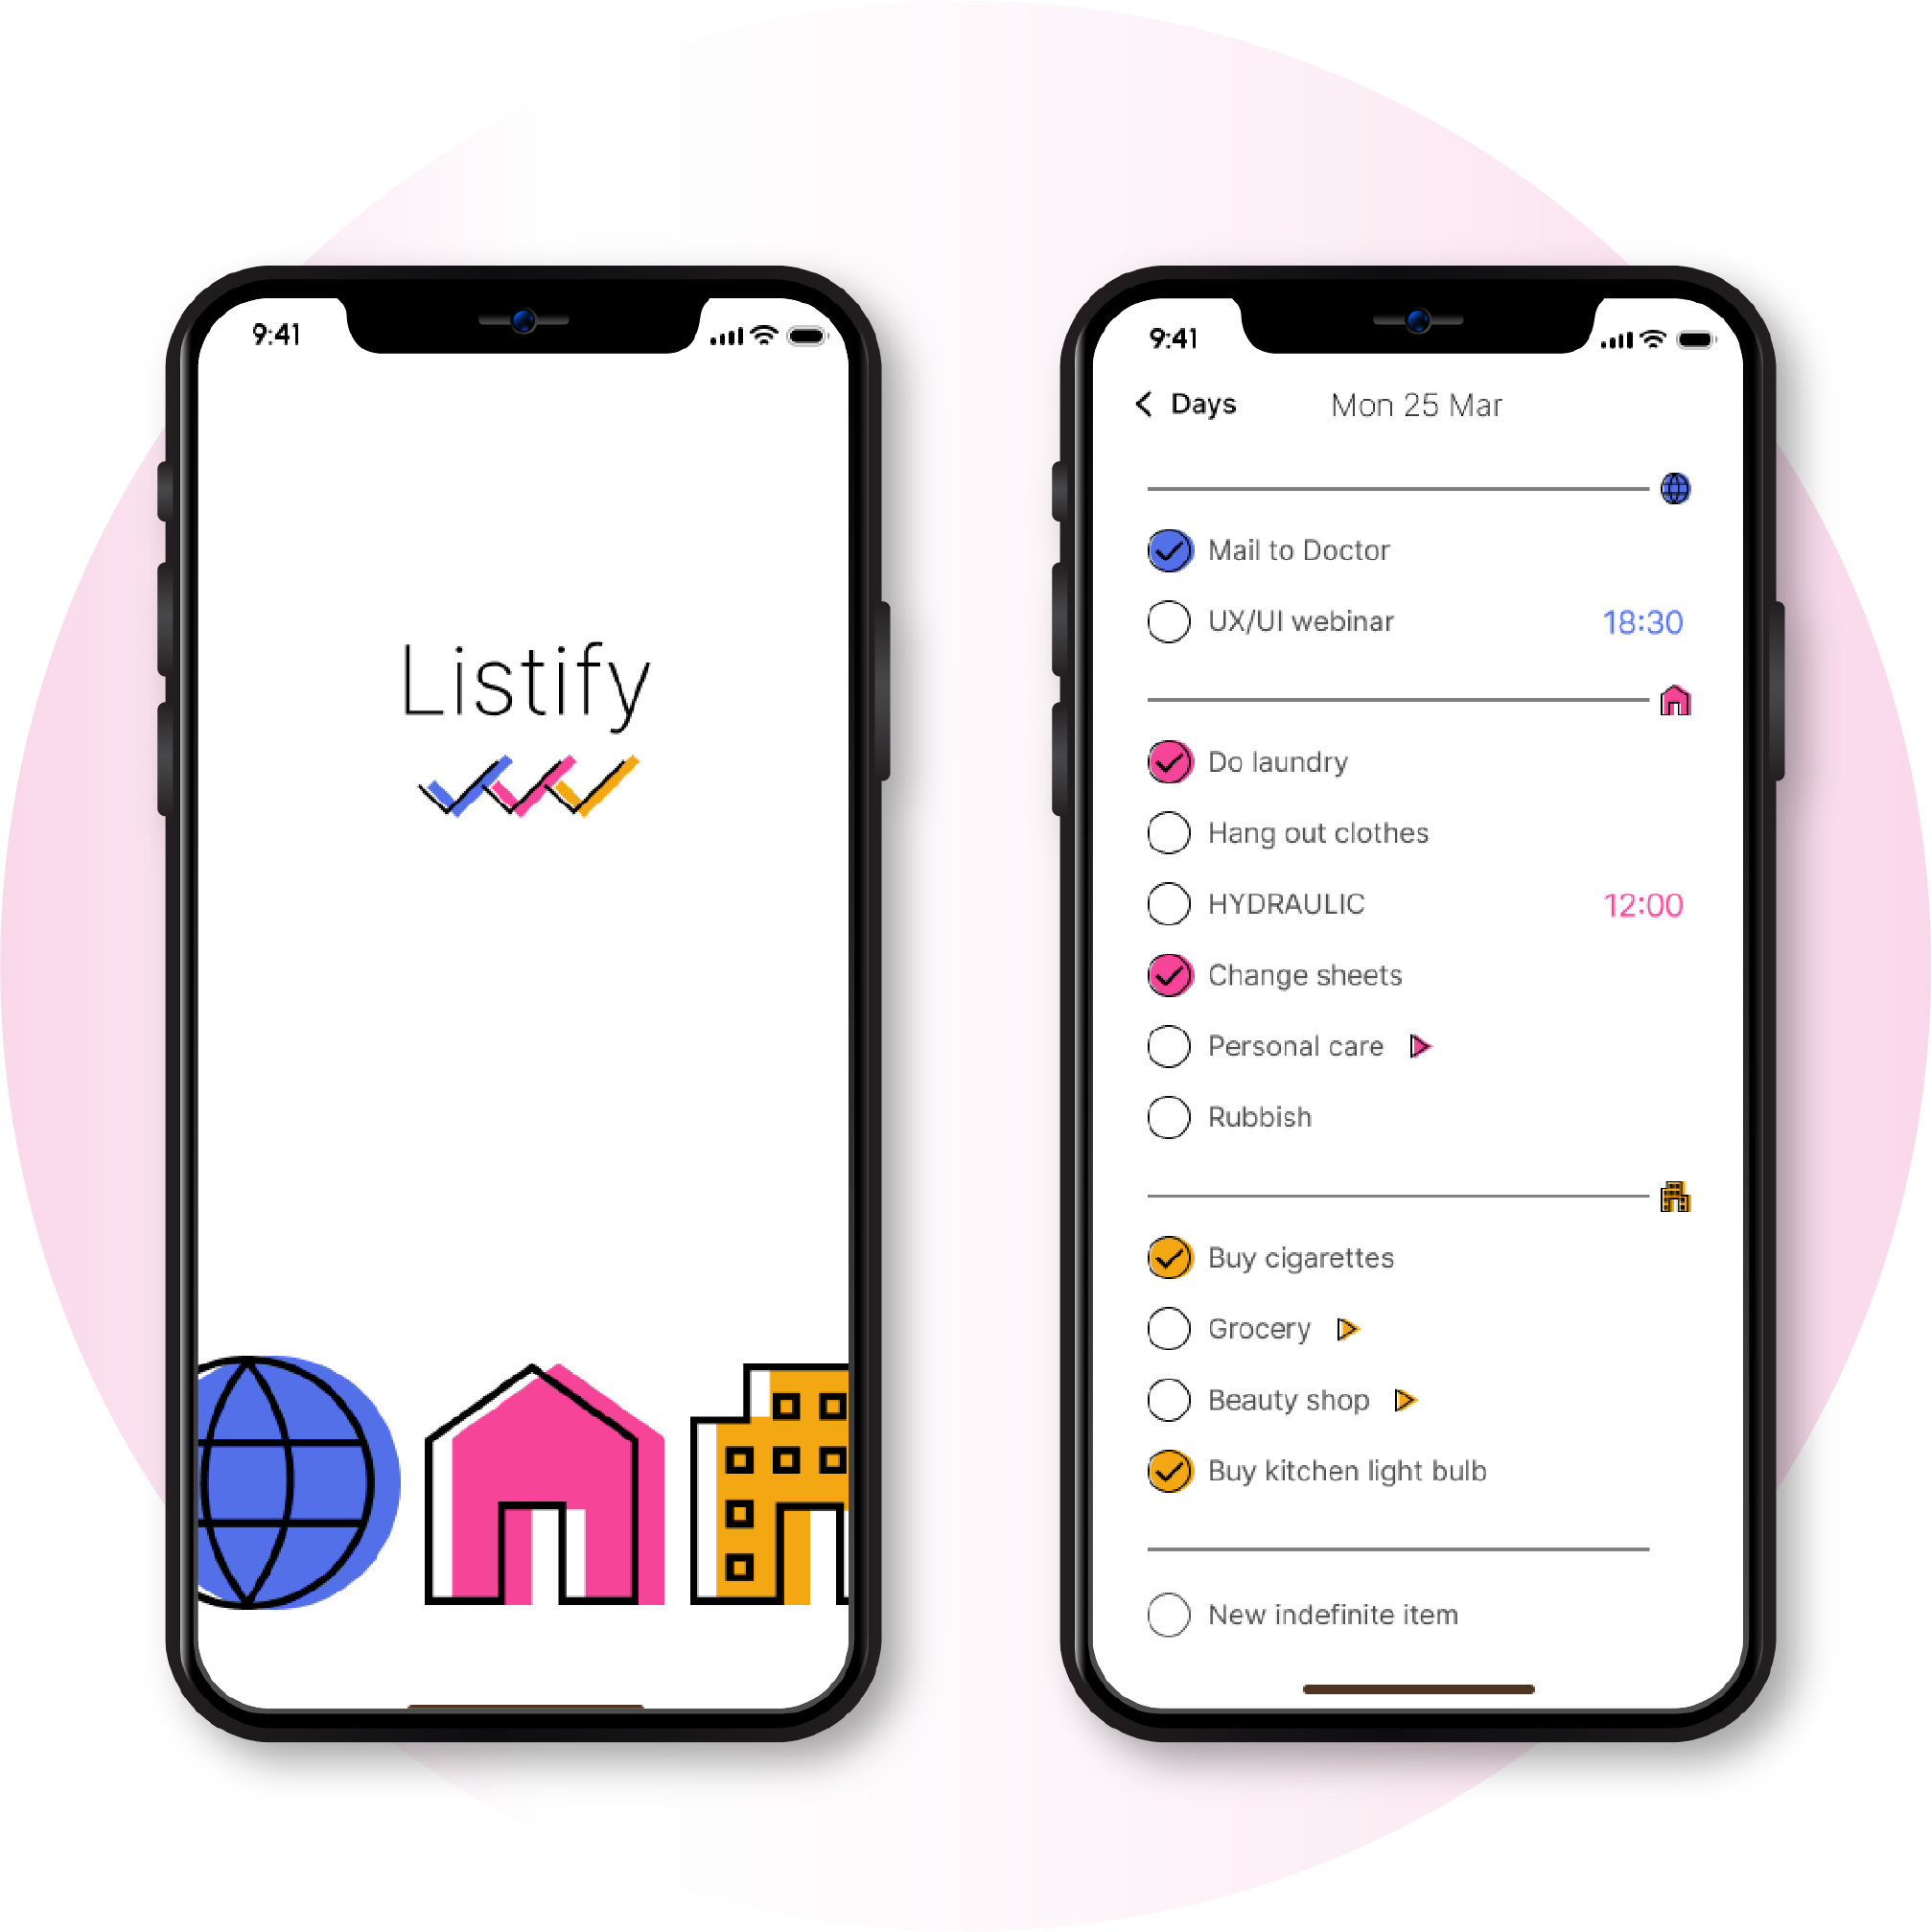 9:41
Listify
9:41
Days
Mon 25 Mar
Mail to Doctor
UX/UI webinar 18:30
Do laundry
Hang out clothes
HYDRAULIC 12:00
Change sheets
Personal care
Rubbish
Buy cigarettes
Grocery
Beauty shop
Buy kitchen light bulb
New indefinite item